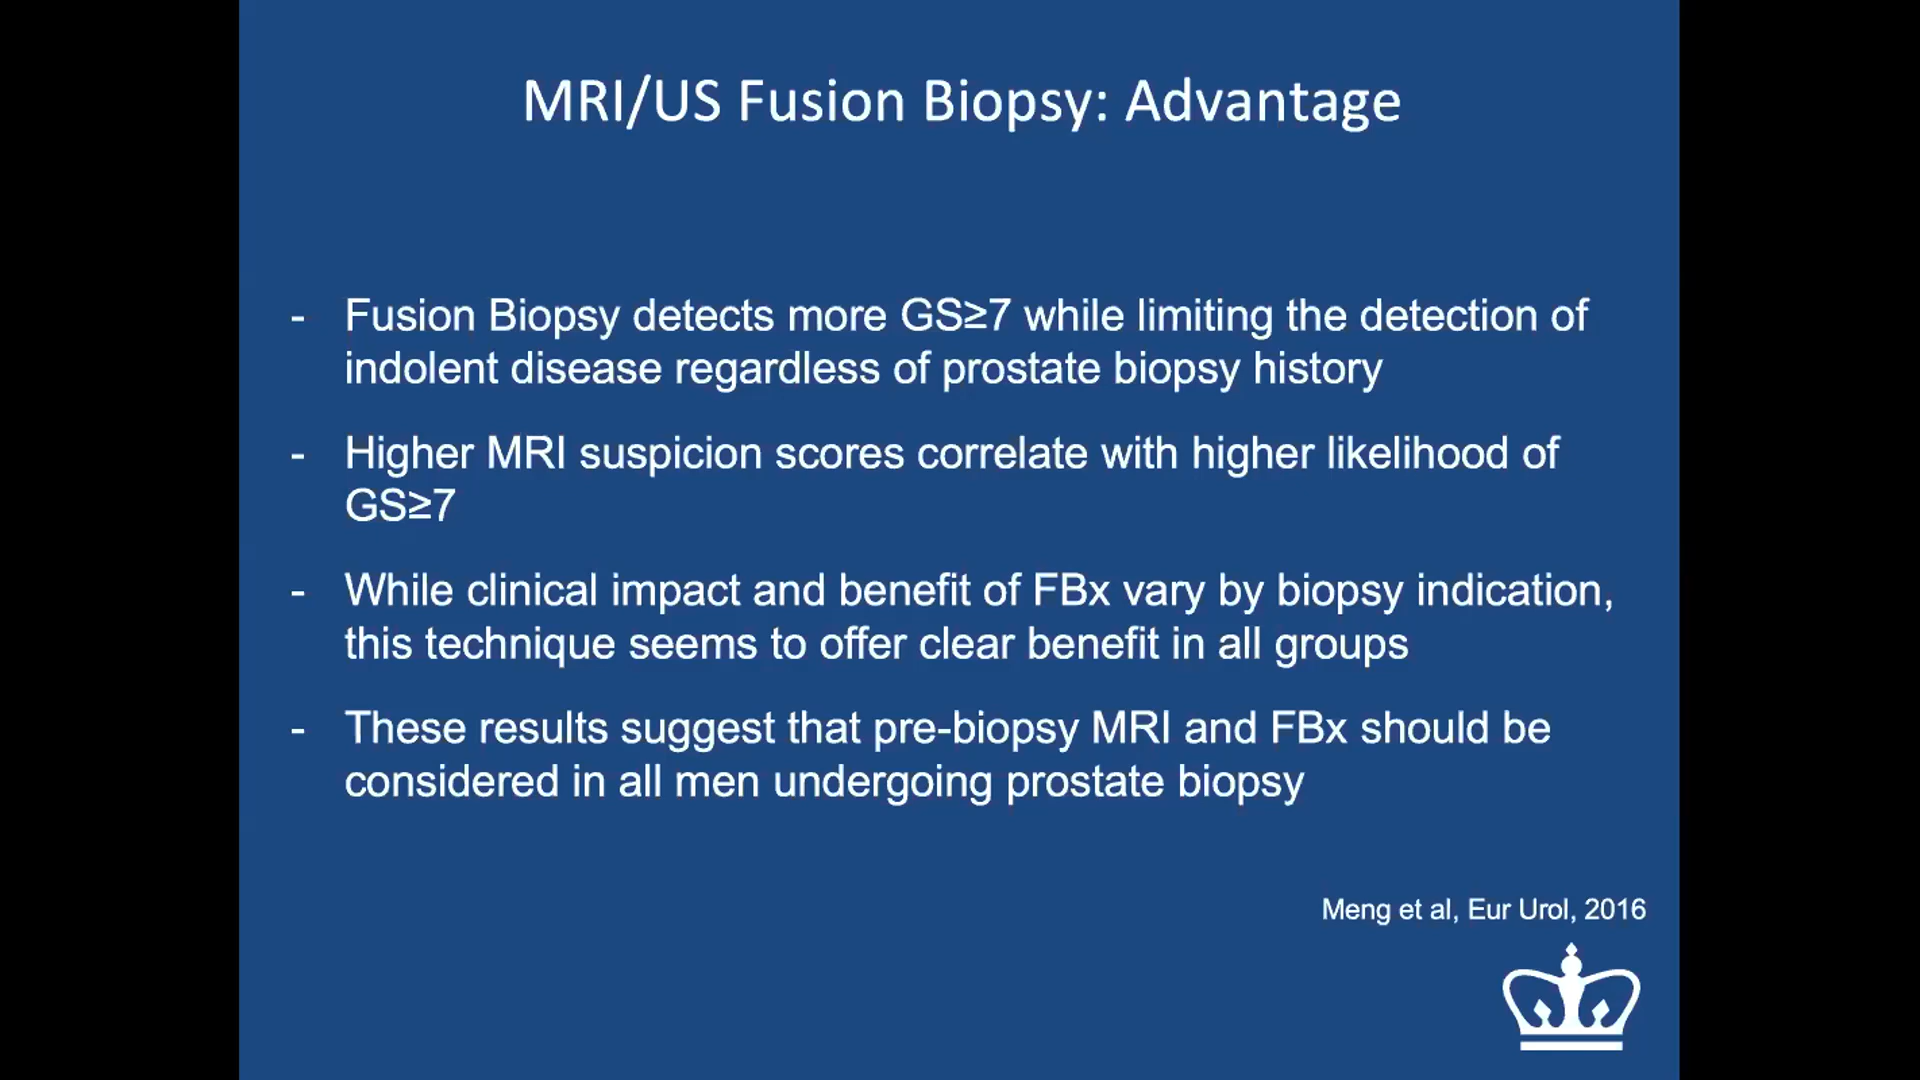 MRI/US Fusion Biopsy: Advantage
- Fusion Biopsy detects more GS≥7 while limiting the detection of
indolent disease regardless of prostate biopsy history
- Higher MRI suspicion scores correlate with higher likelihood of
GS≥7
- While clinical impact and benefit of FBx vary by biopsy indication,
this technique seems to offer clear benefit in all groups
- These results suggest that pre-biopsy MRI and FBx should be
considered in all men undergoing prostate biopsy
Meng et al, Eur Urol, 2016